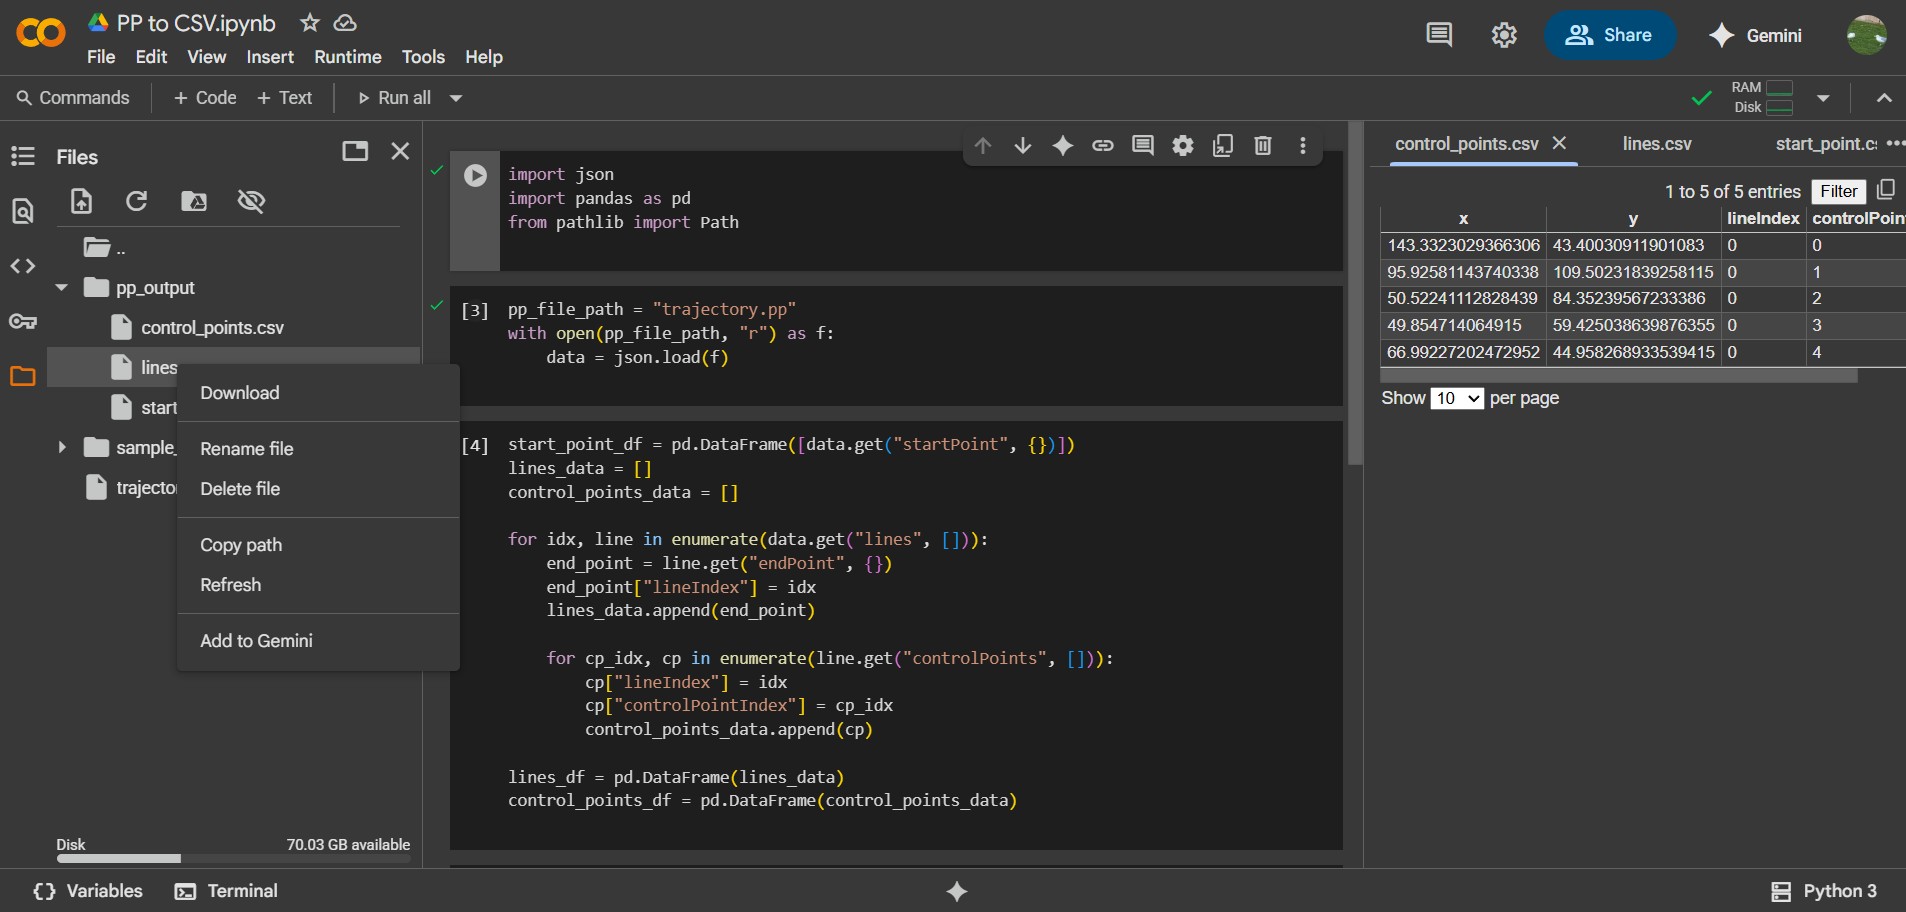 PP to CSV.ipynb
File Edit View Insert Runtime Tools Help
Share
Gemini
Commands + Code + Text Run all
RAM
Disk
Files
..
pp_output
control_points.csv
lines
start
sample_
trajecto
Download
Rename file
Delete file
Copy path
Refresh
Add to Gemini
Disk 70.03 GB available
import json
import pandas as pd
from pathlib import Path
[3] pp_file_path = "trajectory.pp"
with open(pp_file_path, "r") as f:
    data = json.load(f)
[4] start_point_df = pd.DataFrame([data.get("startPoint", {})])
lines_data = []
control_points_data = []
for idx, line in enumerate(data.get("lines", [])):
    end_point = line.get("endPoint", {})
    end_point["lineIndex"] = idx
    lines_data.append(end_point)
    for cp_idx, cp in enumerate(line.get("controlPoints", [])):
        cp["lineIndex"] = idx
        cp["controlPointIndex"] = cp_idx
        control_points_data.append(cp)
lines_df = pd.DataFrame(lines_data)
control_points_df = pd.DataFrame(control_points_data)
control_points.csv lines.csv start_point.c
1 to 5 of 5 entries Filter
x y lineIndex controlPoin
143.3323029366306 43.40030911901083 0 0
95.92581143740338 109.50231839258115 0 1
50.52241112828439 84.35239567233386 0 2
49.854714064915 59.425038639876355 0 3
66.99227202472952 44.958268933539415 0 4
Show 10 per page
Variables Terminal
Python 3